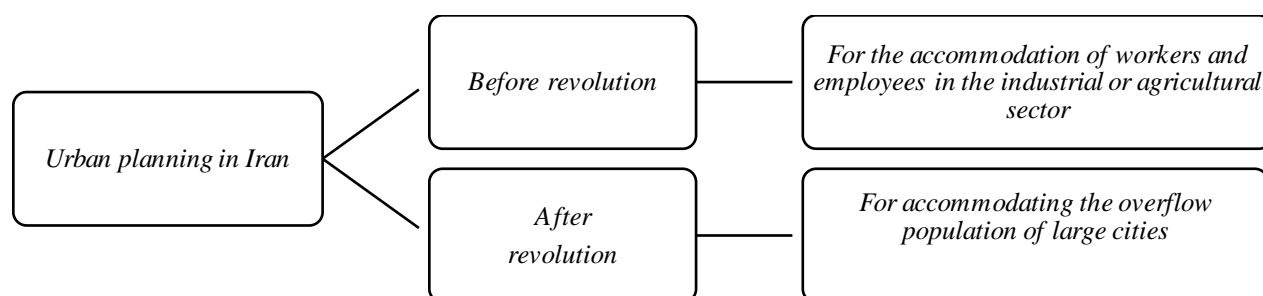 Urban planning in Iran
Before revolution
For the accommodation of workers and
employees in the industrial or agricultural
sector
After
revolution
For accommodating the overflow
population of large cities